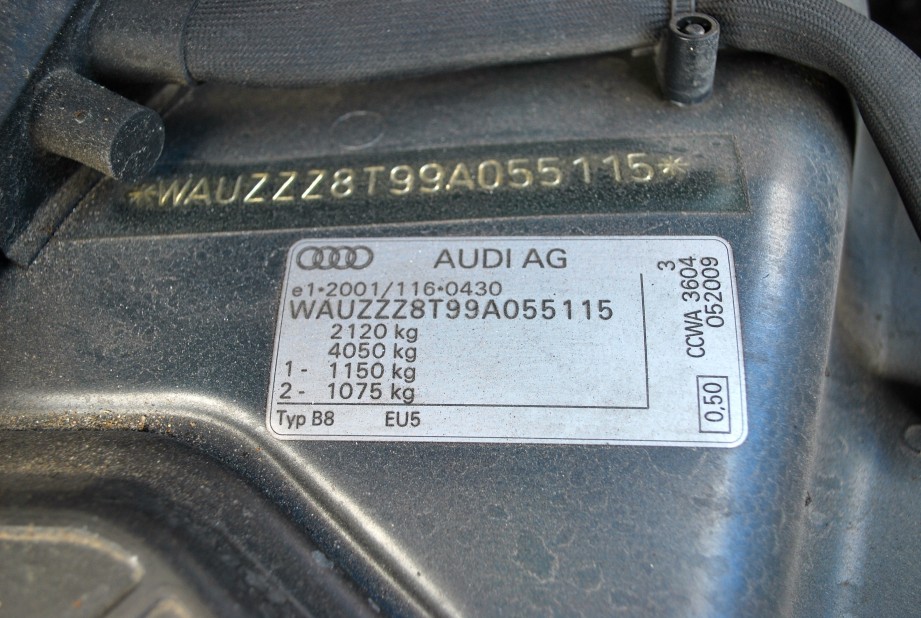 *WAUZZZ8T99A055115*
AUDI AG
e1*2001/116*0430
WAUZZZ8T99A055115
2120 kg
4050 kg
1- 1150 kg
2- 1075 kg
Typ B8 EU5
3
CCWA 3604
052009
0,50